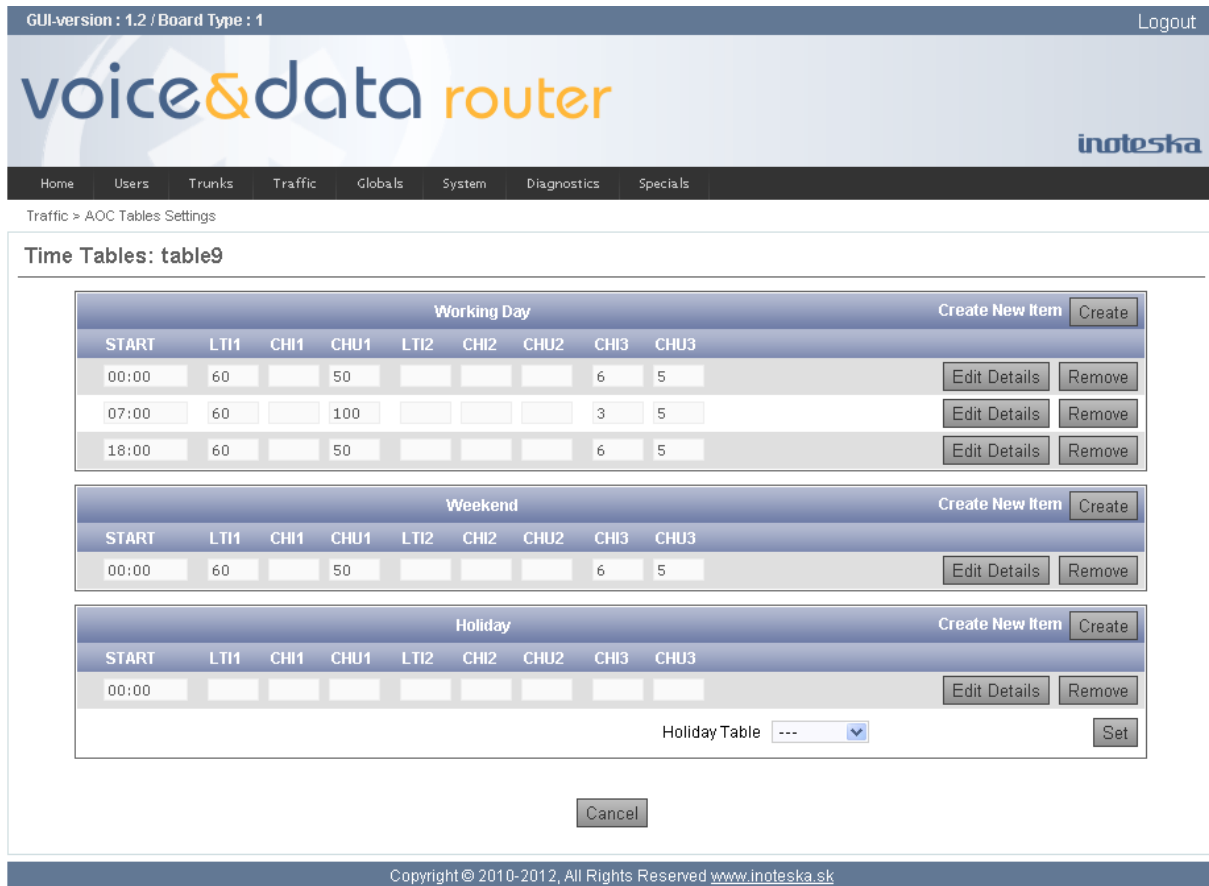 GUI-version : 1.2 / Board Type : 1 Logout
voice&data router
inoteska
Home Users Trunks Traffic Globals System Diagnostics Specials
Traffic > AOC Tables Settings
Time Tables: table9
Working Day Create New Item Create
START LTI1 CHI1 CHU1 LTI2 CHI2 CHU2 CHI3 CHU3
00:00 60 50 6 5 Edit Details Remove
07:00 60 100 3 5 Edit Details Remove
18:00 60 50 6 5 Edit Details Remove
Weekend Create New Item Create
START LTI1 CHI1 CHU1 LTI2 CHI2 CHU2 CHI3 CHU3
00:00 60 50 6 5 Edit Details Remove
Holiday Create New Item Create
START LTI1 CHI1 CHU1 LTI2 CHI2 CHU2 CHI3 CHU3
00:00 Edit Details Remove
Holiday Table --- Set
Cancel
Copyright © 2010-2012, All Rights Reserved www.inoteska.sk